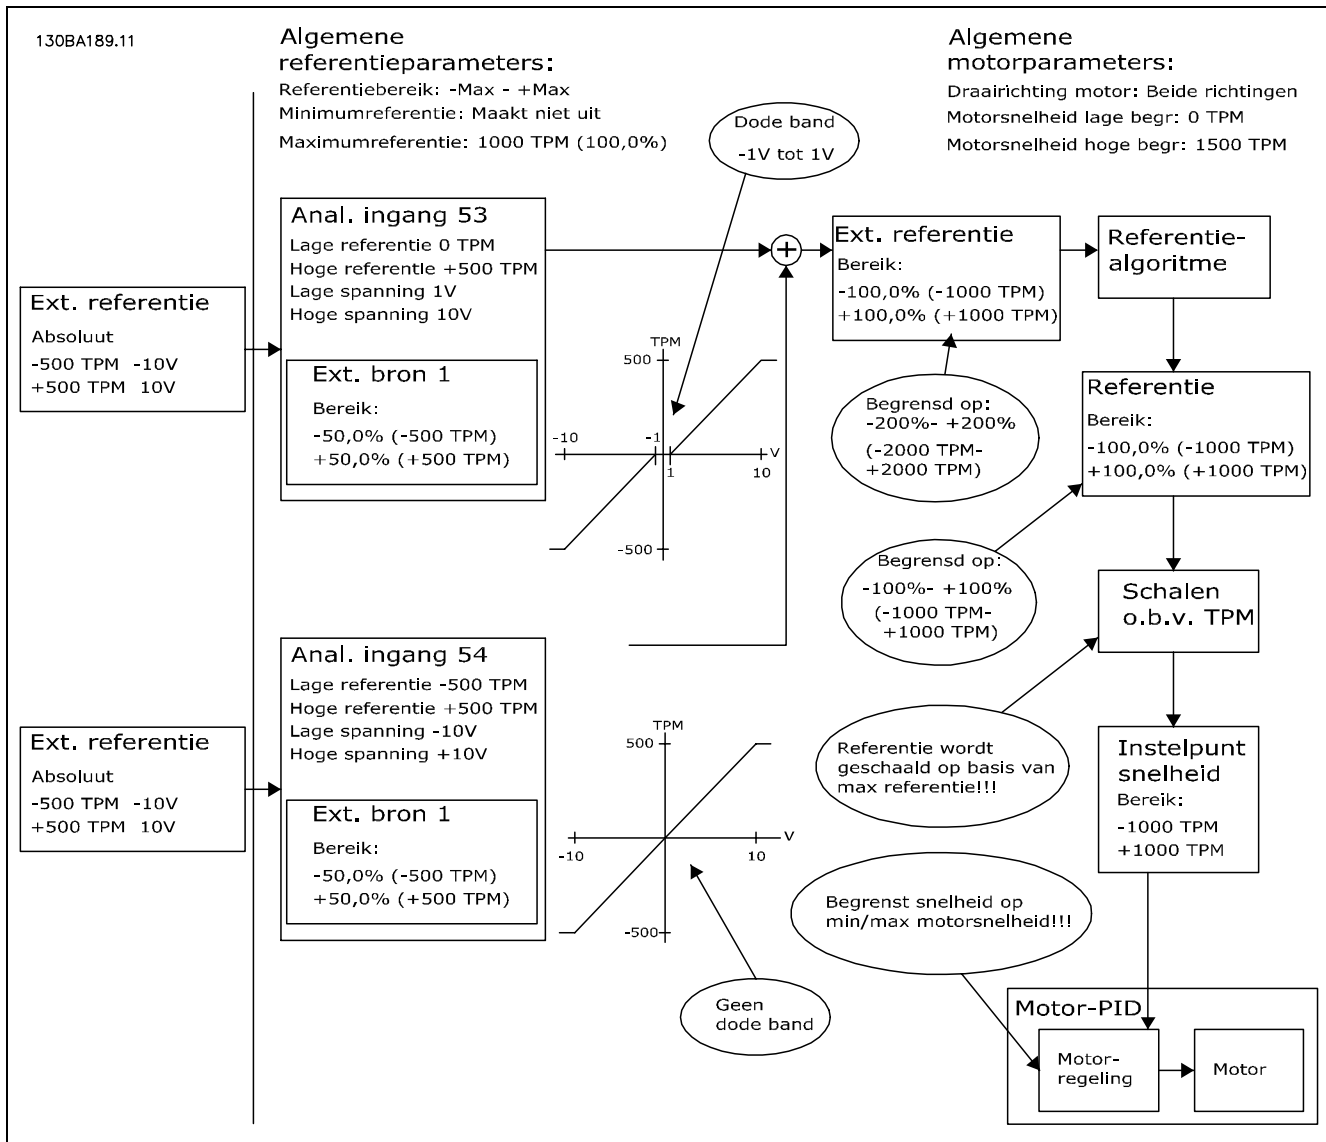 130BA189.11
Algemene
referentieparameters:
Referentiebereik: -Max - +Max
Minimumreferentie: Maakt niet uit
Maximumreferentie: 1000 TPM (100,0%)
Algemene
motorparameters:
Draairichting motor: Beide richtingen
Motorsnelheid lage begr: 0 TPM
Motorsnelheid hoge begr: 1500 TPM
Dode band
-1V tot 1V
Ext. referentie
Absoluut
-500 TPM -10V
+500 TPM 10V
Anal. ingang 53
Lage referentie 0 TPM
Hoge referentie +500 TPM
Lage spanning 1V
Hoge spanning 10V
Ext. bron 1
Bereik:
-50,0% (-500 TPM)
+50,0% (+500 TPM)
TPM
500
-10
-1
V
1
10
-500
+
Ext. referentie
Bereik:
-100,0% (-1000 TPM)
+100,0% (+1000 TPM)
Referentie-
algoritme
Begrensd op:
-200%- +200%
(-2000 TPM-
+2000 TPM)
Referentie
Bereik:
-100,0% (-1000 TPM)
+100,0% (+1000 TPM)
Begrensd op:
-100%- +100%
(-1000 TPM-
+1000 TPM)
Schalen
o.b.v. TPM
Ext. referentie
Absoluut
-500 TPM -10V
+500 TPM 10V
Anal. ingang 54
Lage referentie -500 TPM
Hoge referentie +500 TPM
Lage spanning -10V
Hoge spanning +10V
Ext. bron 1
Bereik:
-50,0% (-500 TPM)
+50,0% (+500 TPM)
TPM
500
V
-10
10
-500
Geen
dode band
Referentie wordt
geschaald op basis van
max referentie!!!
Instelpunt
snelheid
Bereik:
-1000 TPM
+1000 TPM
Begrenst snelheid op
min/max motorsnelheid!!!
Motor-PID
Motor-
regeling
Motor